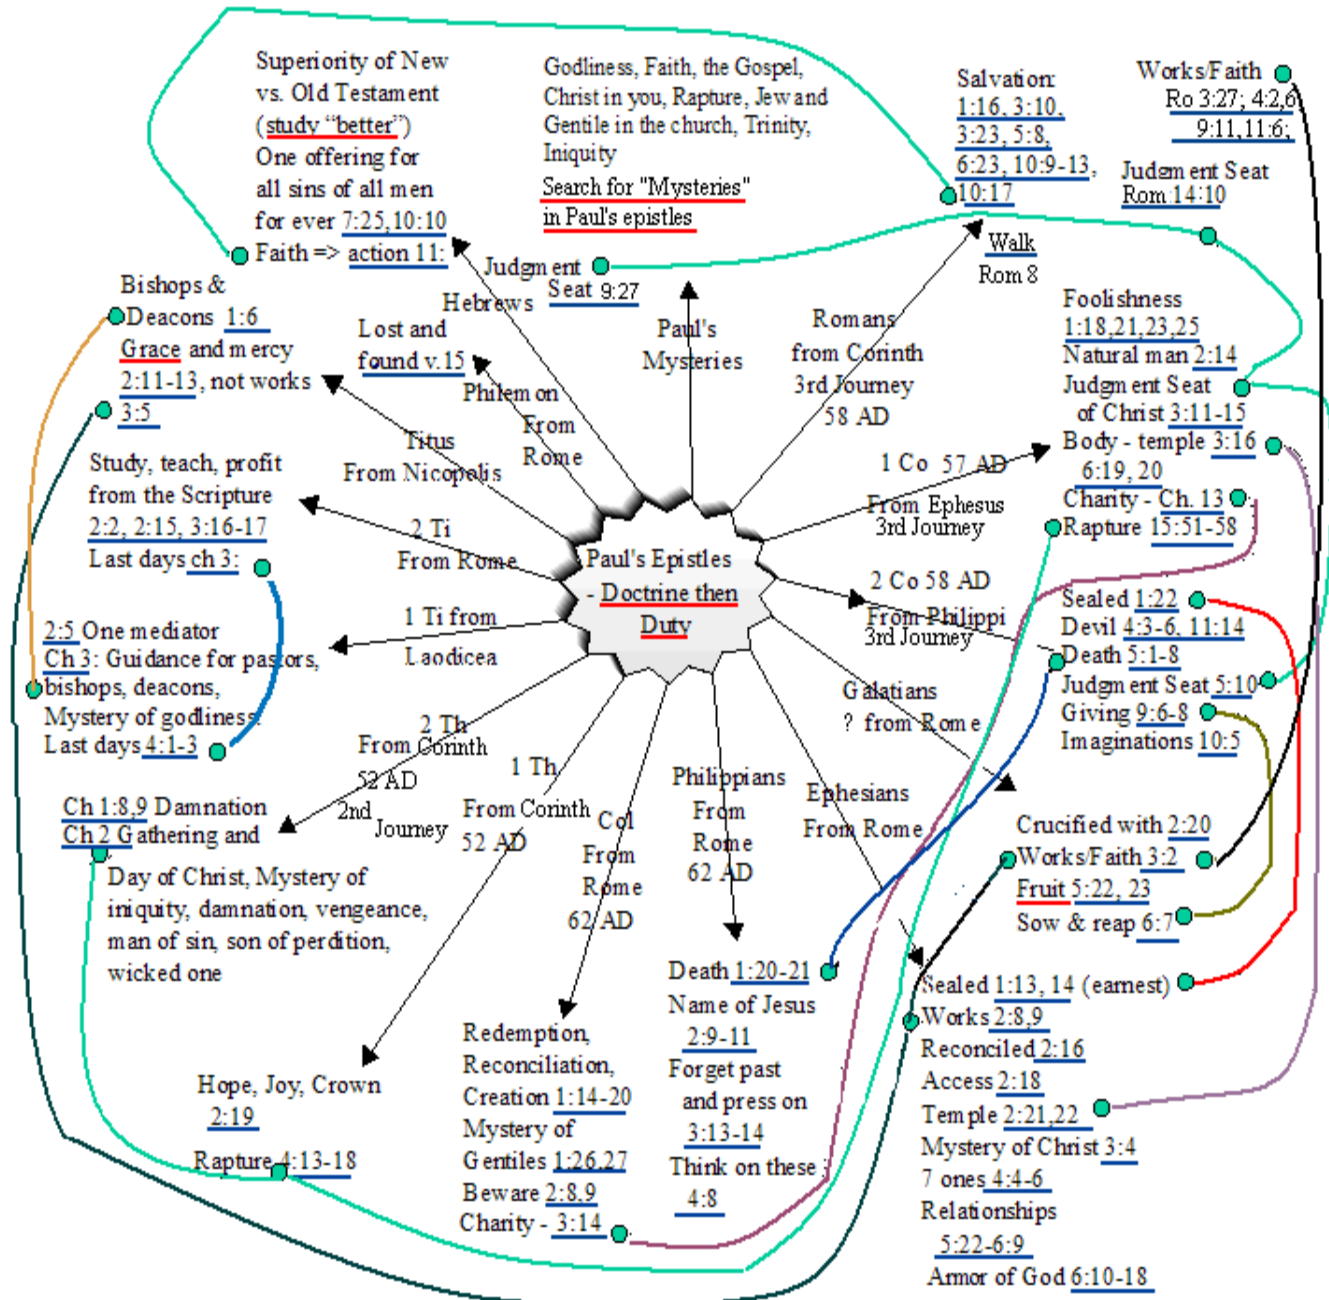 Superiority of New
vs. Old Testament
(study “better”)
One offering for
all sins of all men
for ever 7:25,10:10
Faith => action 11:
Godliness, Faith, the Gospel,
Christ in you, Rapture, Jew and
Gentile in the church, Trinity,
Iniquity
Search for "Mysteries"
in Paul's epistles
Salvation:
1:16, 3:10,
3:23, 5:8,
6:23, 10:9-13,
10:17
Works/Faith
Ro 3:27; 4:2,6
9:11,11:6;
Judgment Seat
Rom 14:10
Walk
Rom 8
Judgment
Seat 9:27
Hebrews
Paul's
Mysteries
Romans
from Corinth
3rd Journey
58 AD
Bishops &
Deacons 1:6
Grace and mercy
2:11-13, not works
3:5
Lost and
found v.15
Philemon
From
Rome
Titus
From Nicopolis
Foolishness
1:18,21,23,25
Natural man 2:14
Judgment Seat
of Christ 3:11-15
Body - temple 3:16
6:19, 20
Charity - Ch. 13
Rapture 15:51-58
1 Co 57 AD
From Ephesus
3rd Journey
Study, teach, profit
from the Scripture
2:2, 2:15, 3:16-17
Last days ch 3:
2 Ti
From Rome
Paul's Epistles
- Doctrine then
Duty
2 Co 58 AD
From Philippi
3rd Journey
Sealed 1:22
Devil 4:3-6, 11:14
Death 5:1-8
Judgment Seat 5:10
Giving 9:6-8
Imaginations 10:5
1 Ti from
Laodicea
2:5 One mediator
Ch 3: Guidance for pastors,
bishops, deacons,
Mystery of godliness:
Last days 4:1-3
Galatians
? from Rome
2 Th
From Corinth
52 AD
2nd
Journey
1 Th
From Corinth
52 AD
Col
From
Rome
62 AD
Philippians
From
Rome
62 AD
Ephesians
From Rome
Ch 1:8,9 Damnation
Ch 2 Gathering and
Day of Christ, Mystery of
iniquity, damnation, vengeance,
man of sin, son of perdition,
wicked one
Crucified with 2:20
Works/Faith 3:2
Fruit 5:22, 23
Sow & reap 6:7
Hope, Joy, Crown
2:19
Rapture 4:13-18
Redemption,
Reconciliation,
Creation 1:14-20
Mystery of
Gentiles 1:26,27
Beware 2:8,9
Charity - 3:14
Death 1:20-21
Name of Jesus
2:9-11
Forget past
and press on
3:13-14
Think on these
4:8
Sealed 1:13, 14 (earnest)
Works 2:8,9
Reconciled 2:16
Access 2:18
Temple 2:21,22
Mystery of Christ 3:4
7 ones 4:4-6
Relationships
5:22-6:9
Armor of God 6:10-18